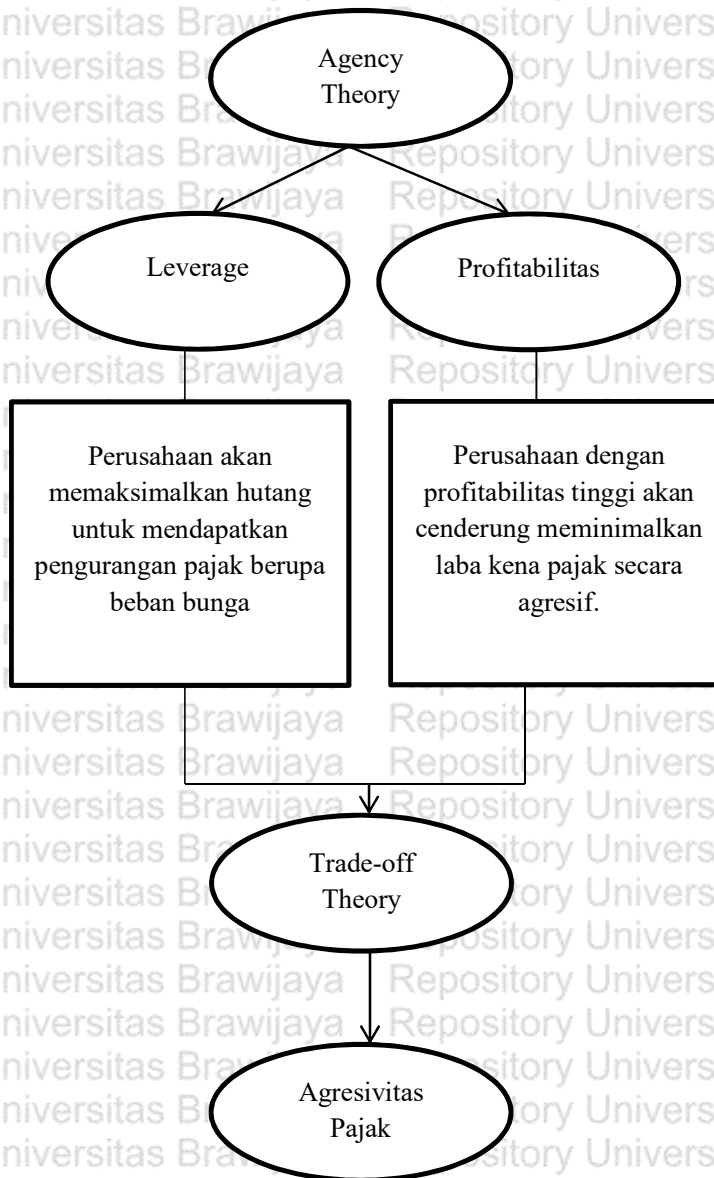 Agency
Theory
Leverage
Profitabilitas
Perusahaan akan
memaksimalkan hutang
untuk mendapatkan
pengurangan pajak berupa
beban bunga
Perusahaan dengan
profitabilitas tinggi akan
cenderung meminimalkan
laba kena pajak secara
agresif.
Trade-off
Theory
Agresivitas
Pajak